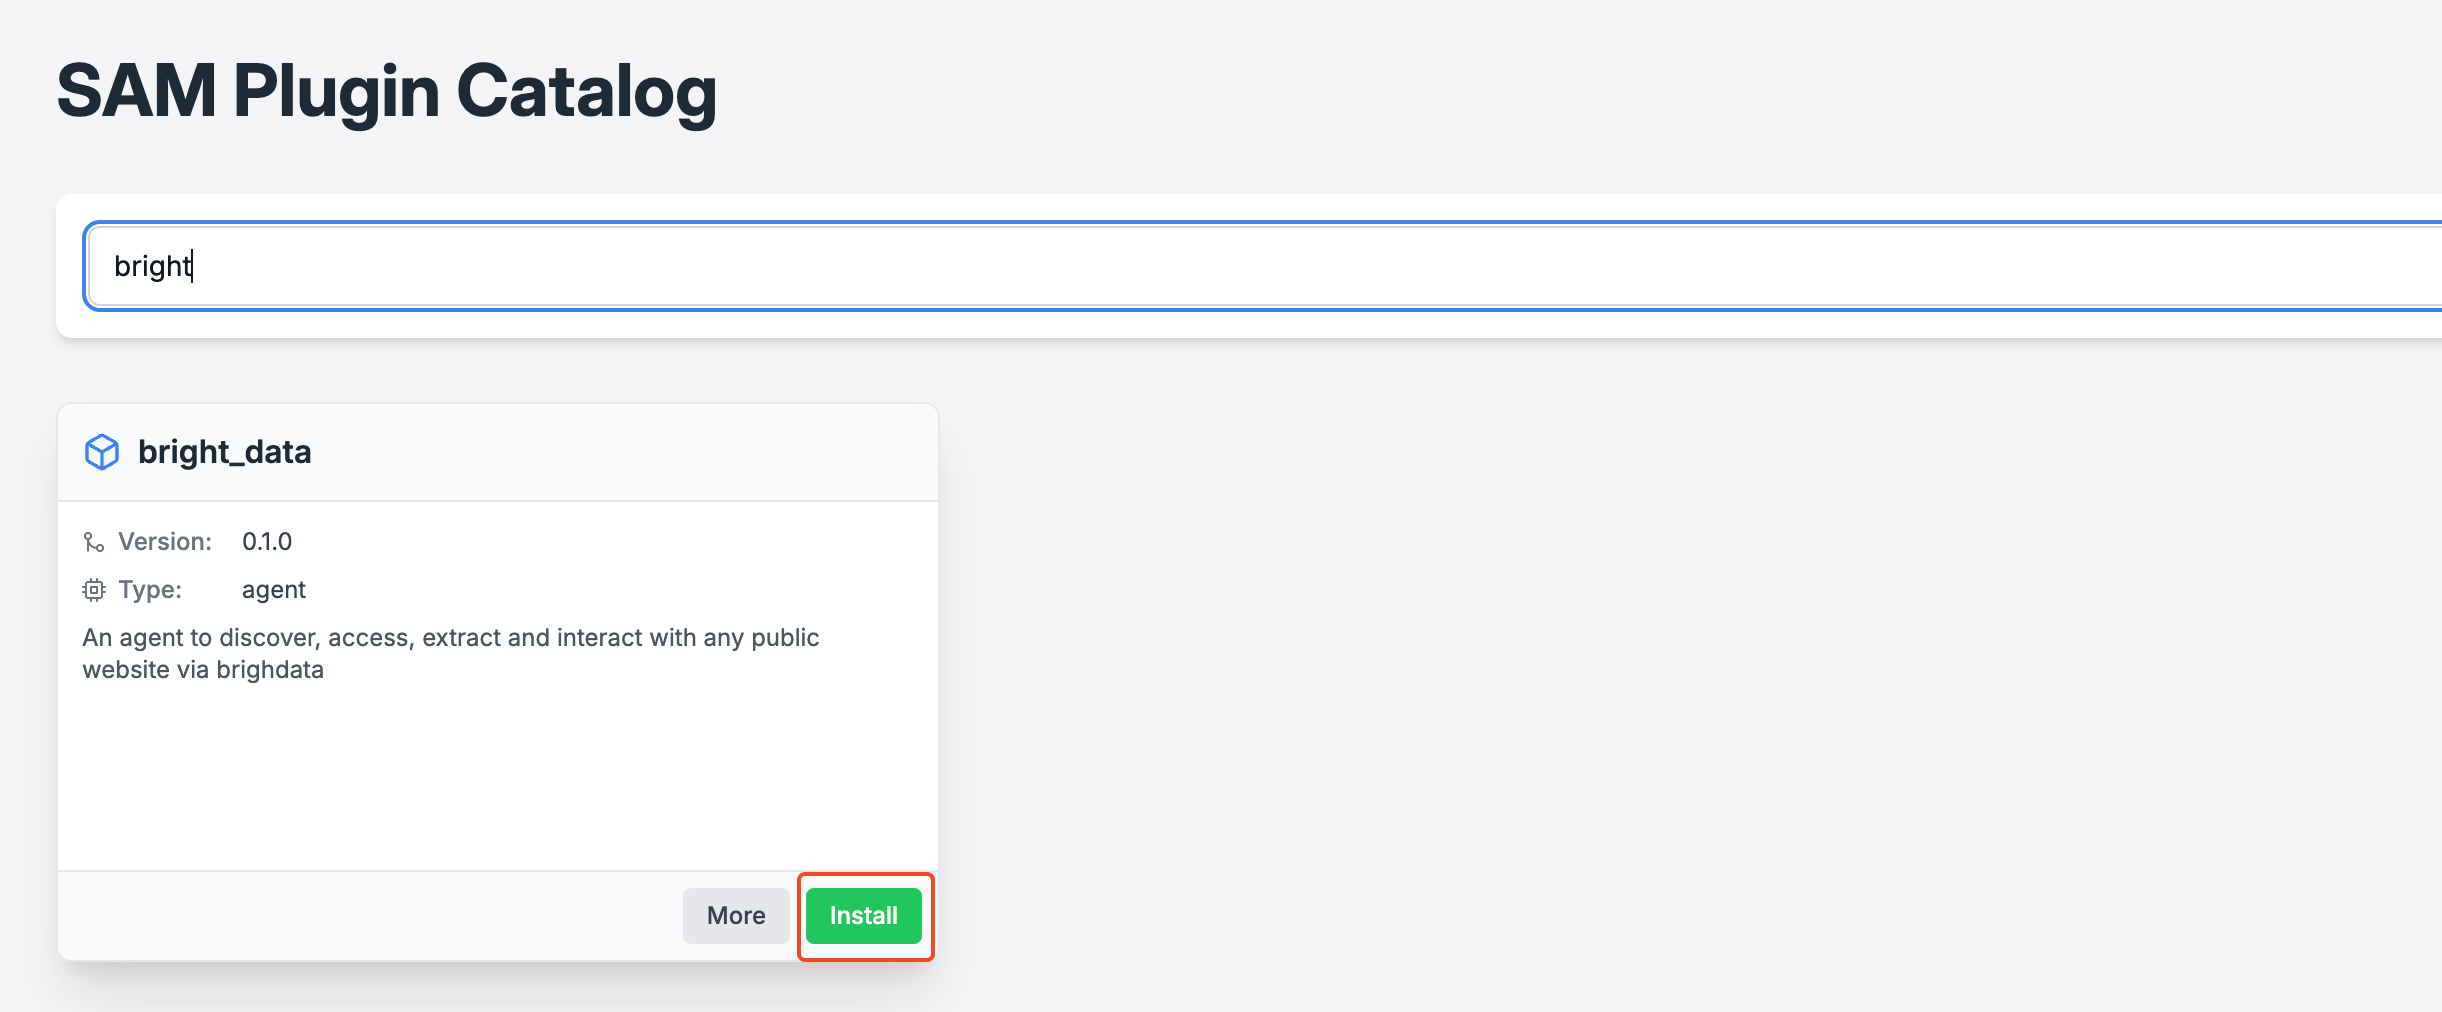 SAM Plugin Catalog
bright
bright_data
Version: 0.1.0
Type: agent
An agent to discover, access, extract and interact with any public
website via brighdata
More Install